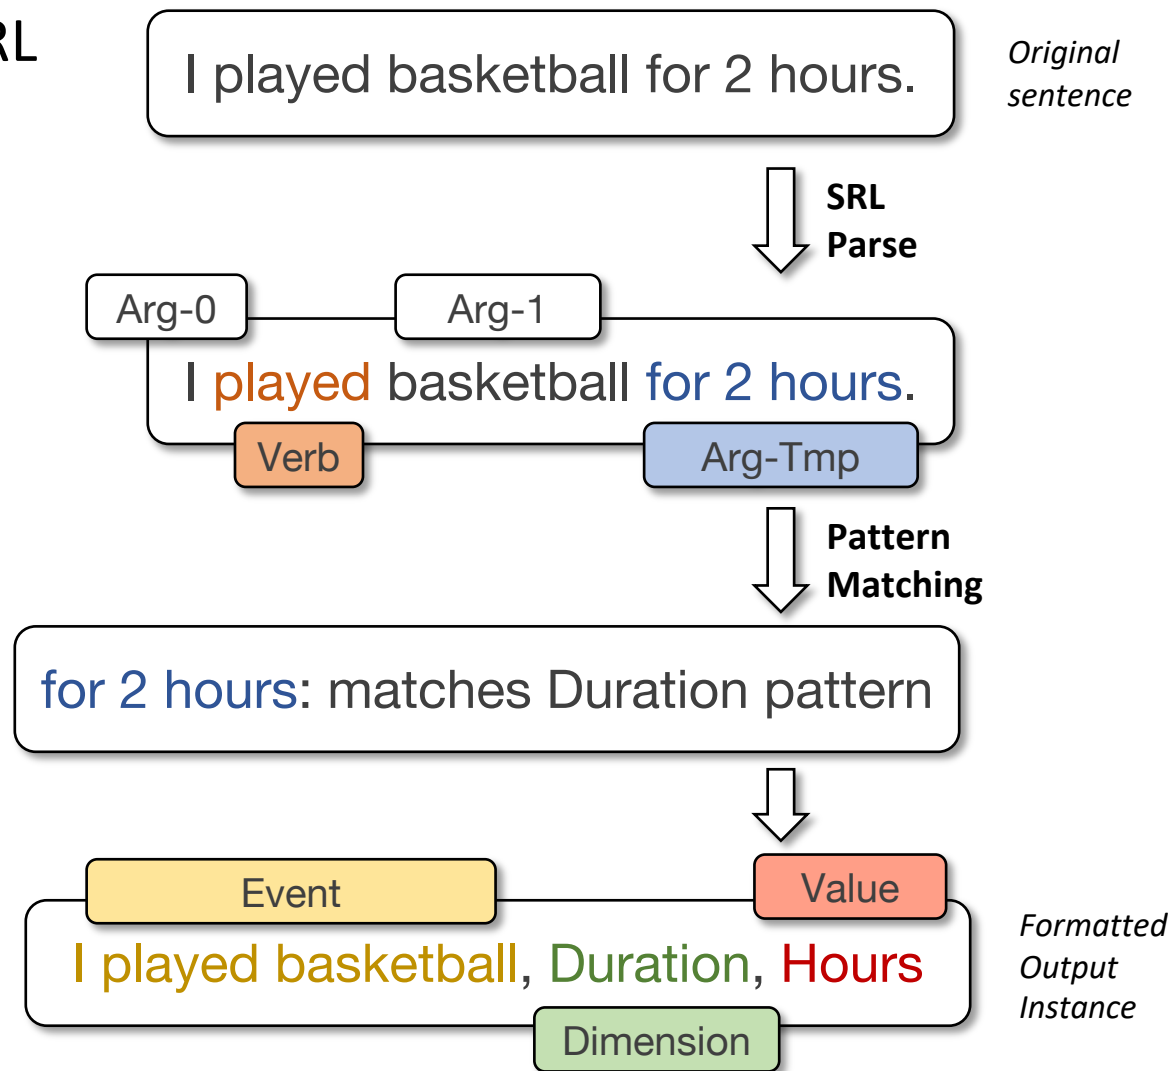 RL
I played basketball for 2 hours.
Original
sentence
SRL
Parse
Arg-0
Arg-1
I played basketball for 2 hours.
Verb
Arg-Tmp
Pattern
Matching
for 2 hours: matches Duration pattern
Event
Value
I played basketball, Duration, Hours
Dimension
Formatted
Output
Instance